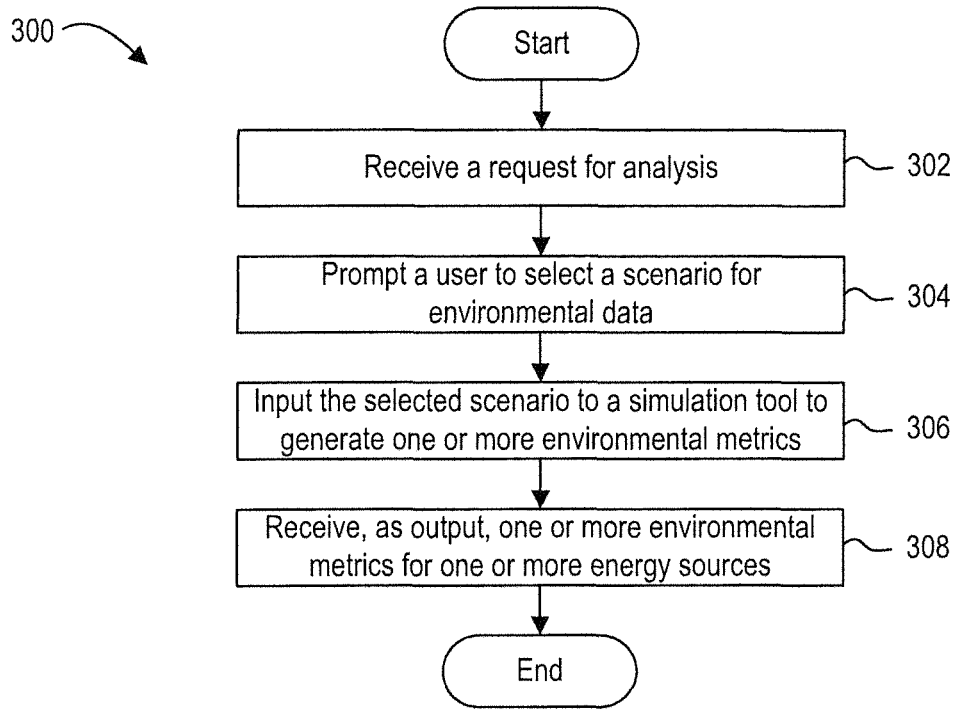 300
Start
Receive a request for analysis
302
Prompt a user to select a scenario for
environmental data
304
Input the selected scenario to a simulation tool to
generate one or more environmental metrics
306
Receive, as output, one or more environmental
metrics for one or more energy sources
308
End